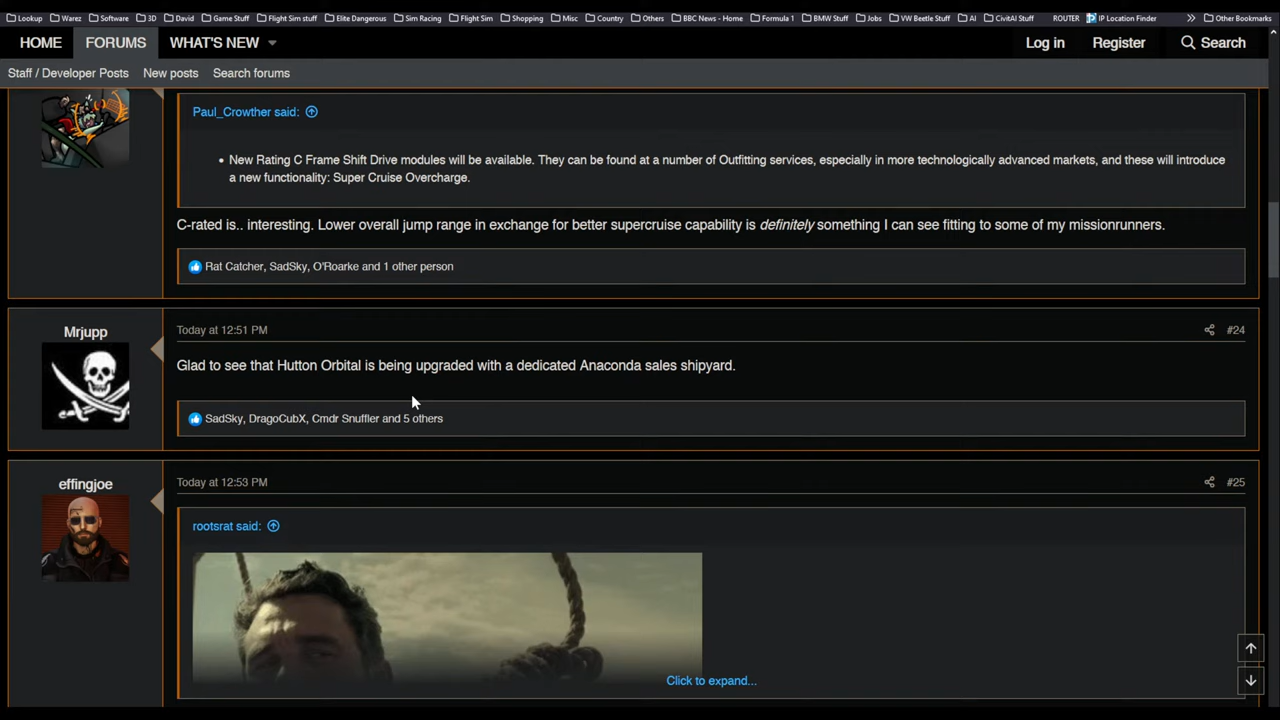 Lookup Warez Software 3D David Game Stuff Flight Sim stuff Elite Dangerous Sim Racing Flight Sim Shopping Misc Country Others BBC News - Home Formula 1 BMW Stuff Jobs VW Beetle Stuff AI CivitAI Stuff ROUTER IP Location Finder Other Bookmarks
HOME FORUMS WHAT'S NEW Log in Register Search
Staff / Developer Posts New posts Search forums
Paul_Crowther said:
• New Rating C Frame Shift Drive modules will be available. They can be found at a number of Outfitting services, especially in more technologically advanced markets, and these will introduce
a new functionality: Super Cruise Overcharge.
C-rated is.. interesting. Lower overall jump range in exchange for better supercruise capability is definitely something I can see fitting to some of my missionrunners.
Rat Catcher, SadSky, O'Roarke and 1 other person
Mrjupp
Today at 12:51 PM #24
Glad to see that Hutton Orbital is being upgraded with a dedicated Anaconda sales shipyard.
SadSky, DragoCubX, Cmdr Snuffler and 5 others
effingjoe
Today at 12:53 PM #25
rootsrat said:
Click to expand...